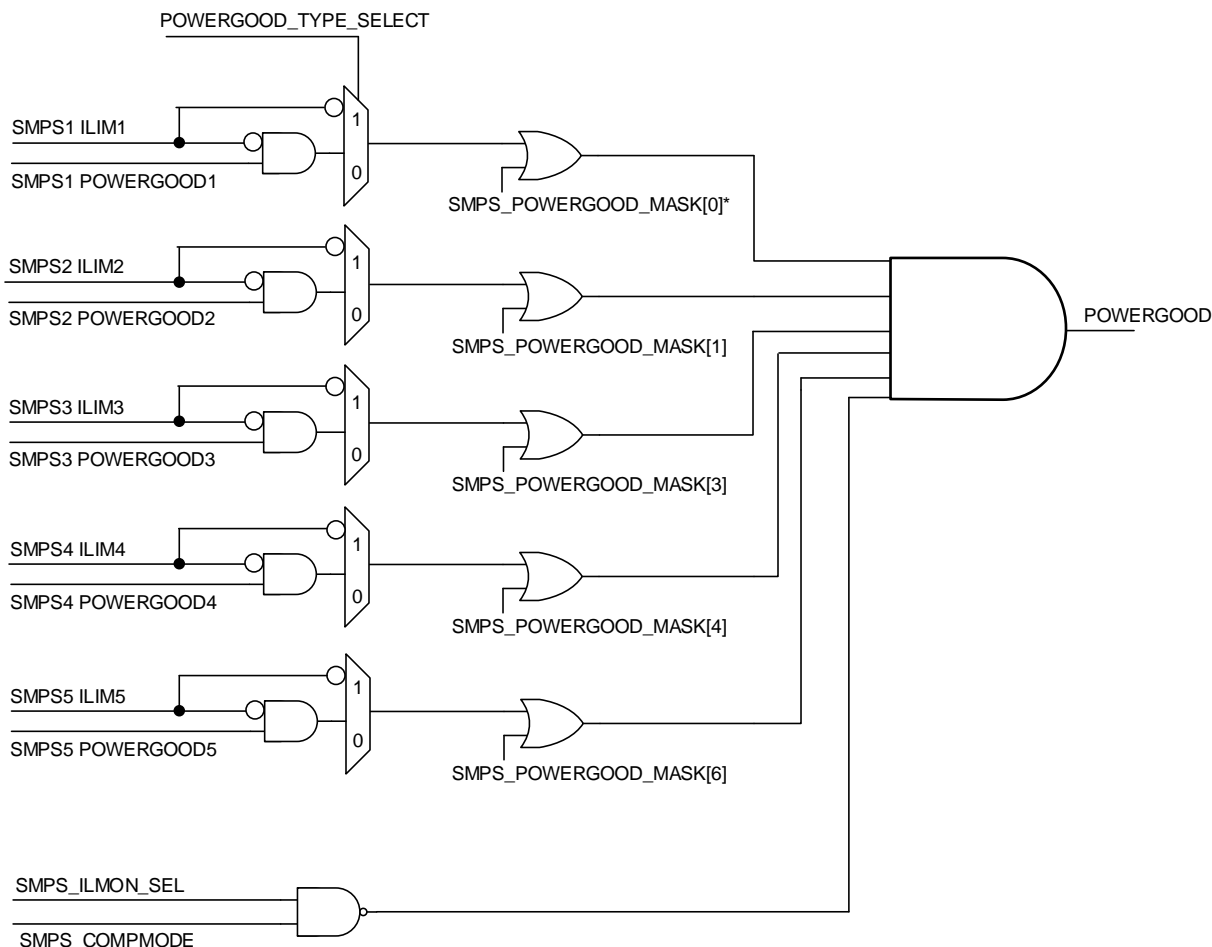 POWERGOOD_TYPE_SELECT
SMPS1 ILIM1
1
0
SMPS1 POWERGOOD1
SMPS_POWERGOOD_MASK[0]*
SMPS2 ILIM2
1
0
SMPS2 POWERGOOD2
SMPS_POWERGOOD_MASK[1]
POWERGOOD
SMPS3 ILIM3
1
0
SMPS3 POWERGOOD3
SMPS_POWERGOOD_MASK[3]
SMPS4 ILIM4
1
0
SMPS4 POWERGOOD4
SMPS_POWERGOOD_MASK[4]
SMPS5 ILIM5
1
0
SMPS5 POWERGOOD5
SMPS_POWERGOOD_MASK[6]
SMPS_ILMON_SEL
SMPS_COMPMODE